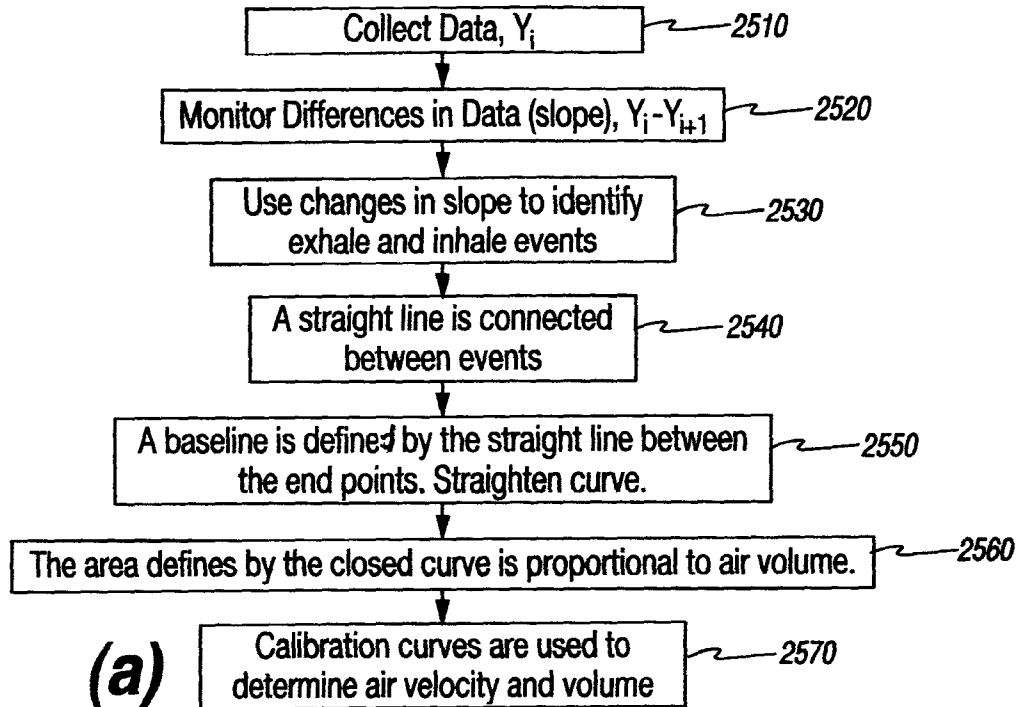 Collect Data, Yi 2510
Monitor Differences in Data (slope), Yi-Yi+1 2520
Use changes in slope to identify 2530
exhale and inhale events
A straight line is connected 2540
between events
A baseline is defined by the straight line between 2550
the end points. Straighten curve.
The area defines by the closed curve is proportional to air volume. 2560
(a)
Calibration curves are used to 2570
determine air velocity and volume